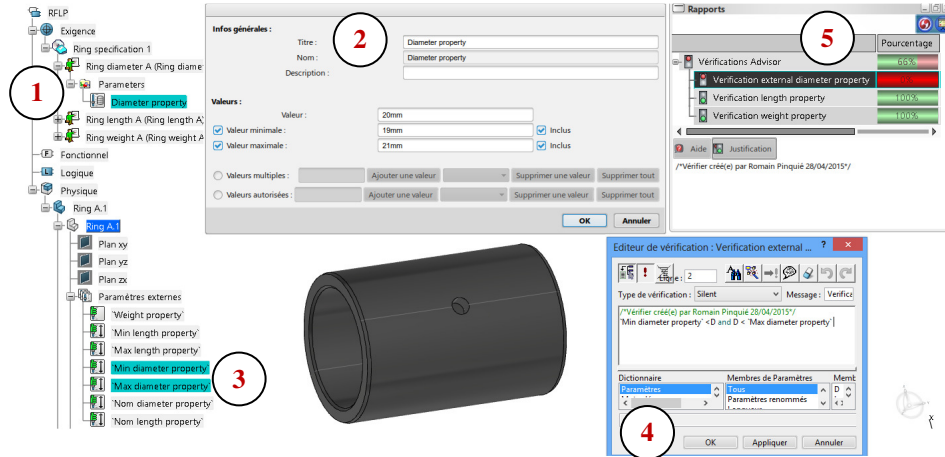 RFLP
Exigence
Ring specification 1
Ring diameter A (Ring diame
Parameters
1
Diameter property
Ring length A (Ring length A)
Ring weight A (Ring weight A
Fonctionnel
Logique
Physique
Ring A.1
Ring A.1
Plan xy
Plan yz
Plan zx
Paramètres externes
`Weight property`
`Min length property`
`Max length property`
`Min diameter property`
`Max diameter property`
3
`Nom diameter property`
`Nom length property`
Infos générales :
2
Titre : Diameter property
Nom : Diameter property
Description :
Valeurs :
Valeur : 20mm
Valeur minimale : 19mm Inclus
Valeur maximale : 21mm Inclus
Valeurs multiples : Ajouter une valeur Supprimer une valeur Supprimer tout
Valeurs autorisées : Ajouter une valeur Supprimer une valeur Supprimer tout
OK Annuler
Rapports
5
Pourcentage
Vérifications Advisor 66%
Verification external diameter property 0%
Verification length property 100%
Verification weight property 100%
Aide Justification
/*Vérifier créé(e) par Romain Pinquié 28/04/2015*/
Editeur de vérification : Verification external ... ? x
Ligne : 2
Type de vérification : Silent Message : Verifica
/*Vérifier créé(e) par Romain Pinquié 28/04/2015*/
`Min diameter property` <D and D < `Max diameter property`
Dictionnaire Membres de Paramètres Memb
Paramètres Tous D
Paramètres renommés
4
OK Appliquer Annuler
x